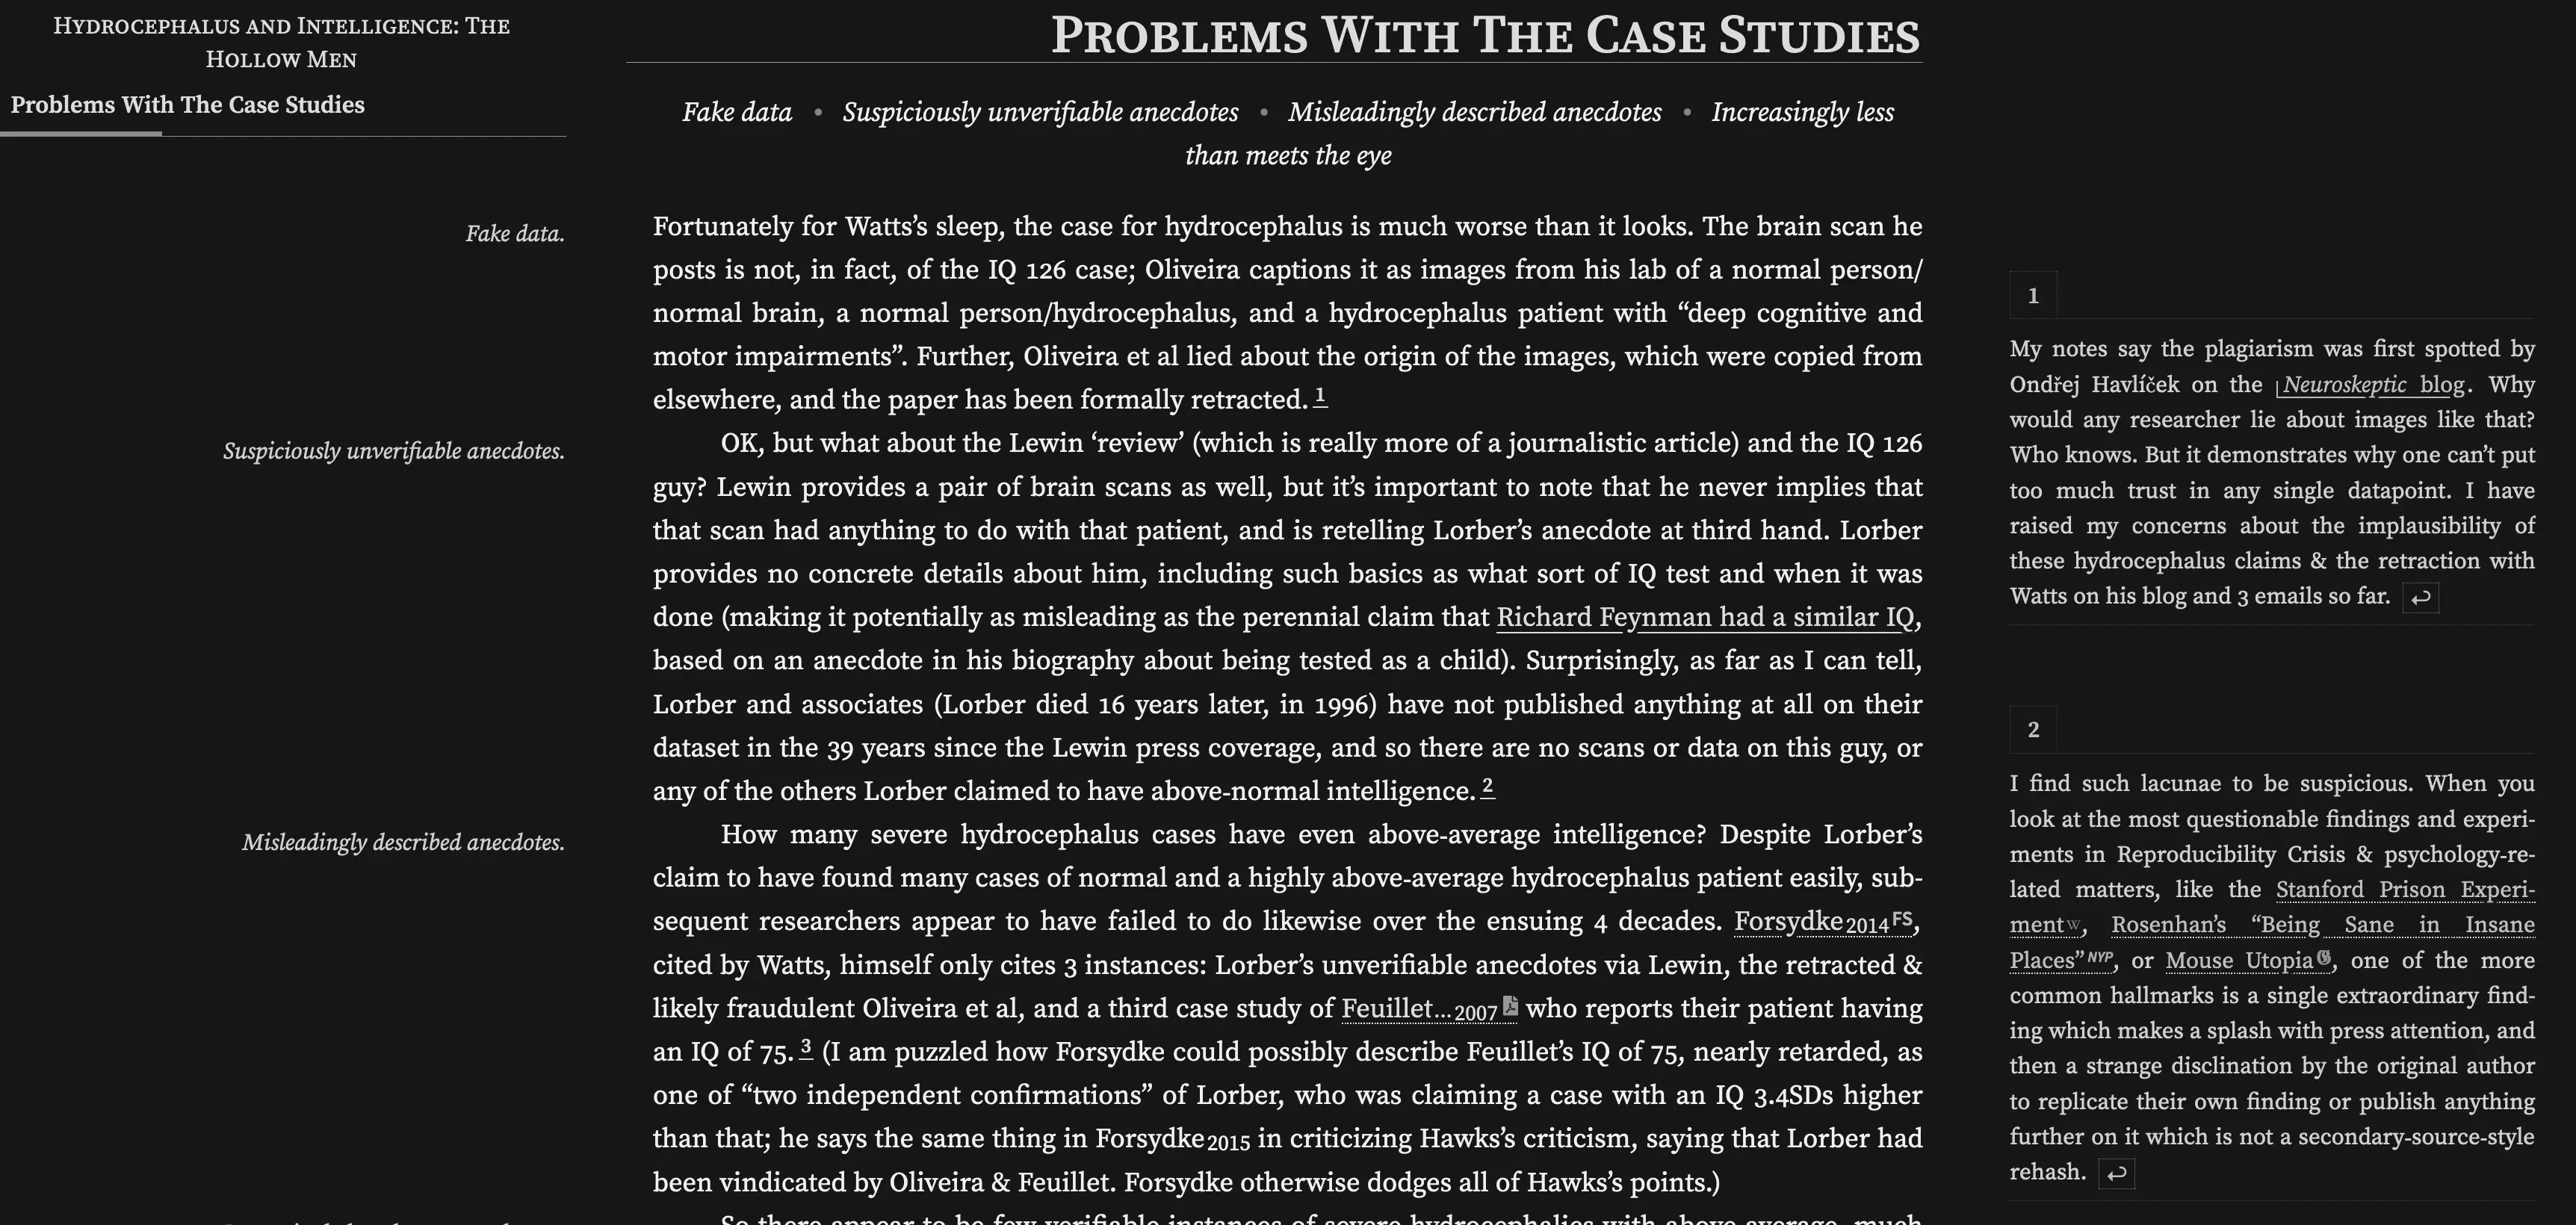 Hydrocephalus and Intelligence: The
Hollow Men
Problems With The Case Studies
Problems With The Case Studies
Fake data • Suspiciously unverifiable anecdotes • Misleadingly described anecdotes • Increasingly less
than meets the eye
Fake data.
Fortunately for Watts’s sleep, the case for hydrocephalus is much worse than it looks. The brain scan he
posts is not, in fact, of the IQ 126 case; Oliveira captions it as images from his lab of a normal person/
normal brain, a normal person/hydrocephalus, and a hydrocephalus patient with “deep cognitive and
motor impairments”. Further, Oliveira et al lied about the origin of the images, which were copied from
elsewhere, and the paper has been formally retracted. 1
Suspiciously unverifiable anecdotes.
OK, but what about the Lewin ‘review’ (which is really more of a journalistic article) and the IQ 126
guy? Lewin provides a pair of brain scans as well, but it’s important to note that he never implies that
that scan had anything to do with that patient, and is retelling Lorber’s anecdote at third hand. Lorber
provides no concrete details about him, including such basics as what sort of IQ test and when it was
done (making it potentially as misleading as the perennial claim that Richard Feynman had a similar IQ,
based on an anecdote in his biography about being tested as a child). Surprisingly, as far as I can tell,
Lorber and associates (Lorber died 16 years later, in 1996) have not published anything at all on their
dataset in the 39 years since the Lewin press coverage, and so there are no scans or data on this guy, or
any of the others Lorber claimed to have above-normal intelligence. 2
Misleadingly described anecdotes.
How many severe hydrocephalus cases have even above-average intelligence? Despite Lorber’s
claim to have found many cases of normal and a highly above-average hydrocephalus patient easily, sub-
sequent researchers appear to have failed to do likewise over the ensuing 4 decades. Forsydke 2014 FS,
cited by Watts, himself only cites 3 instances: Lorber’s unverifiable anecdotes via Lewin, the retracted &
likely fraudulent Oliveira et al, and a third case study of Feuillet… 2007 who reports their patient having
an IQ of 75. 3 (I am puzzled how Forsydke could possibly describe Feuillet’s IQ of 75, nearly retarded, as
one of “two independent confirmations” of Lorber, who was claiming a case with an IQ 3.4SDs higher
than that; he says the same thing in Forsydke 2015 in criticizing Hawks’s criticism, saying that Lorber had
been vindicated by Oliveira & Feuillet. Forsydke otherwise dodges all of Hawks’s points.)
So there appear to be few verifiable instances of severe hydrocephalics with above-average, much
1
My notes say the plagiarism was first spotted by
Ondřej Havlíček on the Neuroskeptic blog. Why
would any researcher lie about images like that?
Who knows. But it demonstrates why one can’t put
too much trust in any single datapoint. I have
raised my concerns about the implausibility of
these hydrocephalus claims & the retraction with
Watts on his blog and 3 emails so far. ↩
2
I find such lacunae to be suspicious. When you
look at the most questionable findings and experi-
ments in Reproducibility Crisis & psychology-re-
lated matters, like the Stanford Prison Experi-
ment W, Rosenhan’s “Being Sane in Insane
Places” NYP, or Mouse Utopia, one of the more
common hallmarks is a single extraordinary find-
ing which makes a splash with press attention, and
then a strange disclination by the original author
to replicate their own finding or publish anything
further on it which is not a secondary-source-style
rehash. ↩